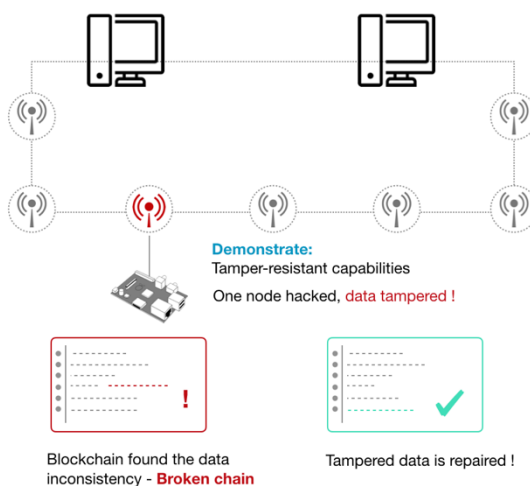 Demonstrate:
Tamper-resistant capabilities
One node hacked, data tampered !
!
Blockchain found the data
inconsistency - Broken chain
Tampered data is repaired !